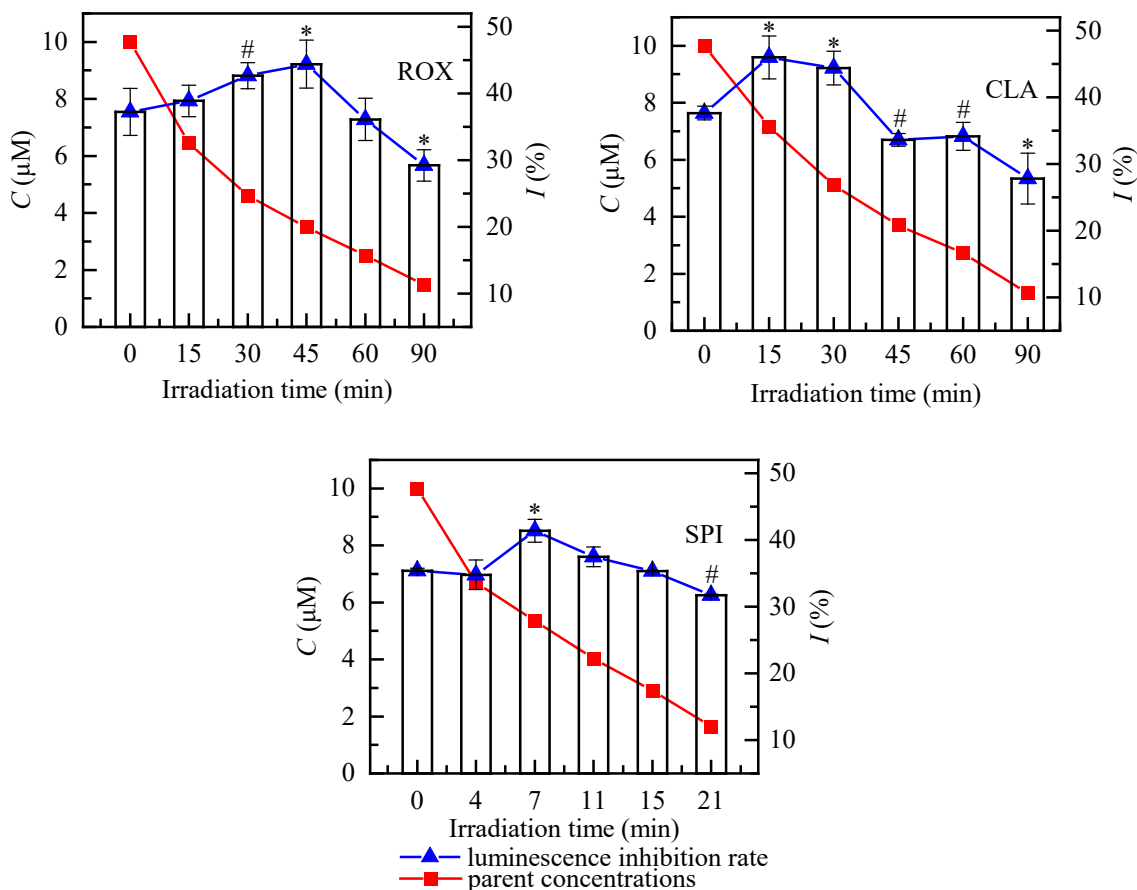 10
8
6
4
2
0
C (μM)
50
40
30
20
10
I (%)
ROX
#
*
*
0 15 30 45 60 90
Irradiation time (min)
10
8
6
4
2
0
C (μM)
50
40
30
20
10
I (%)
CLA
*
*
#
#
*
0 15 30 45 60 90
Irradiation time (min)
10
8
6
4
2
0
C (μM)
50
40
30
20
10
I (%)
SPI
*
#
0 4 7 11 15 21
Irradiation time (min)
luminescence inhibition rate
parent concentrations